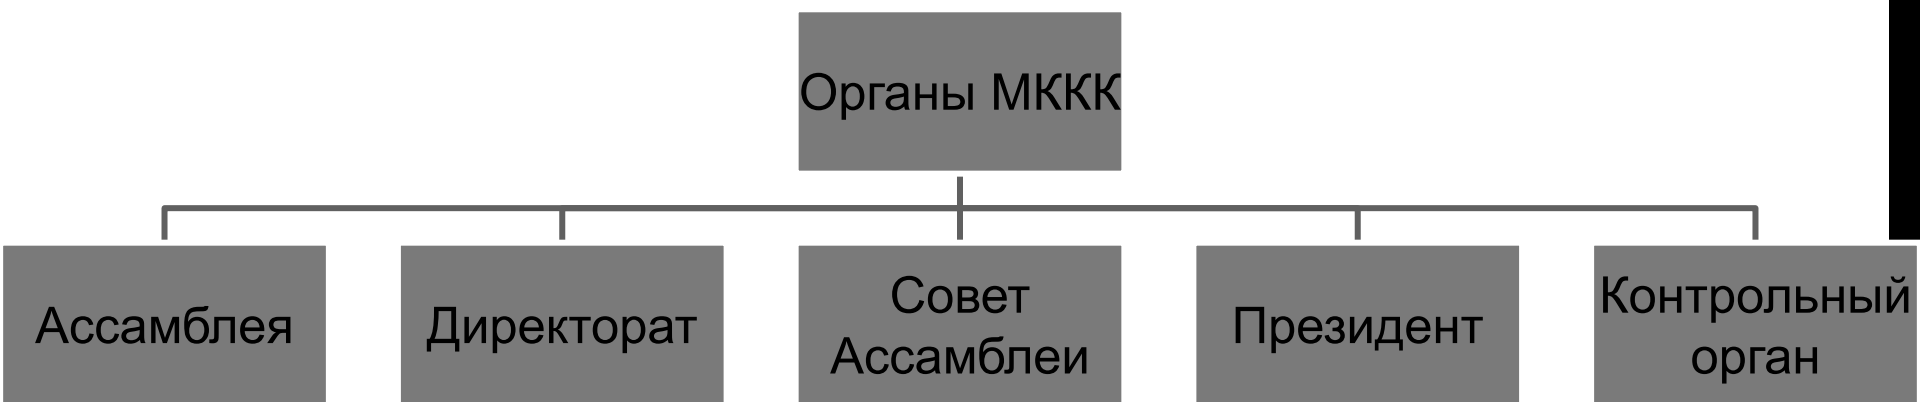 Органы МККК
Ассамблея
Директорат
Совет
Ассамблеи
Президент
Контрольный
орган